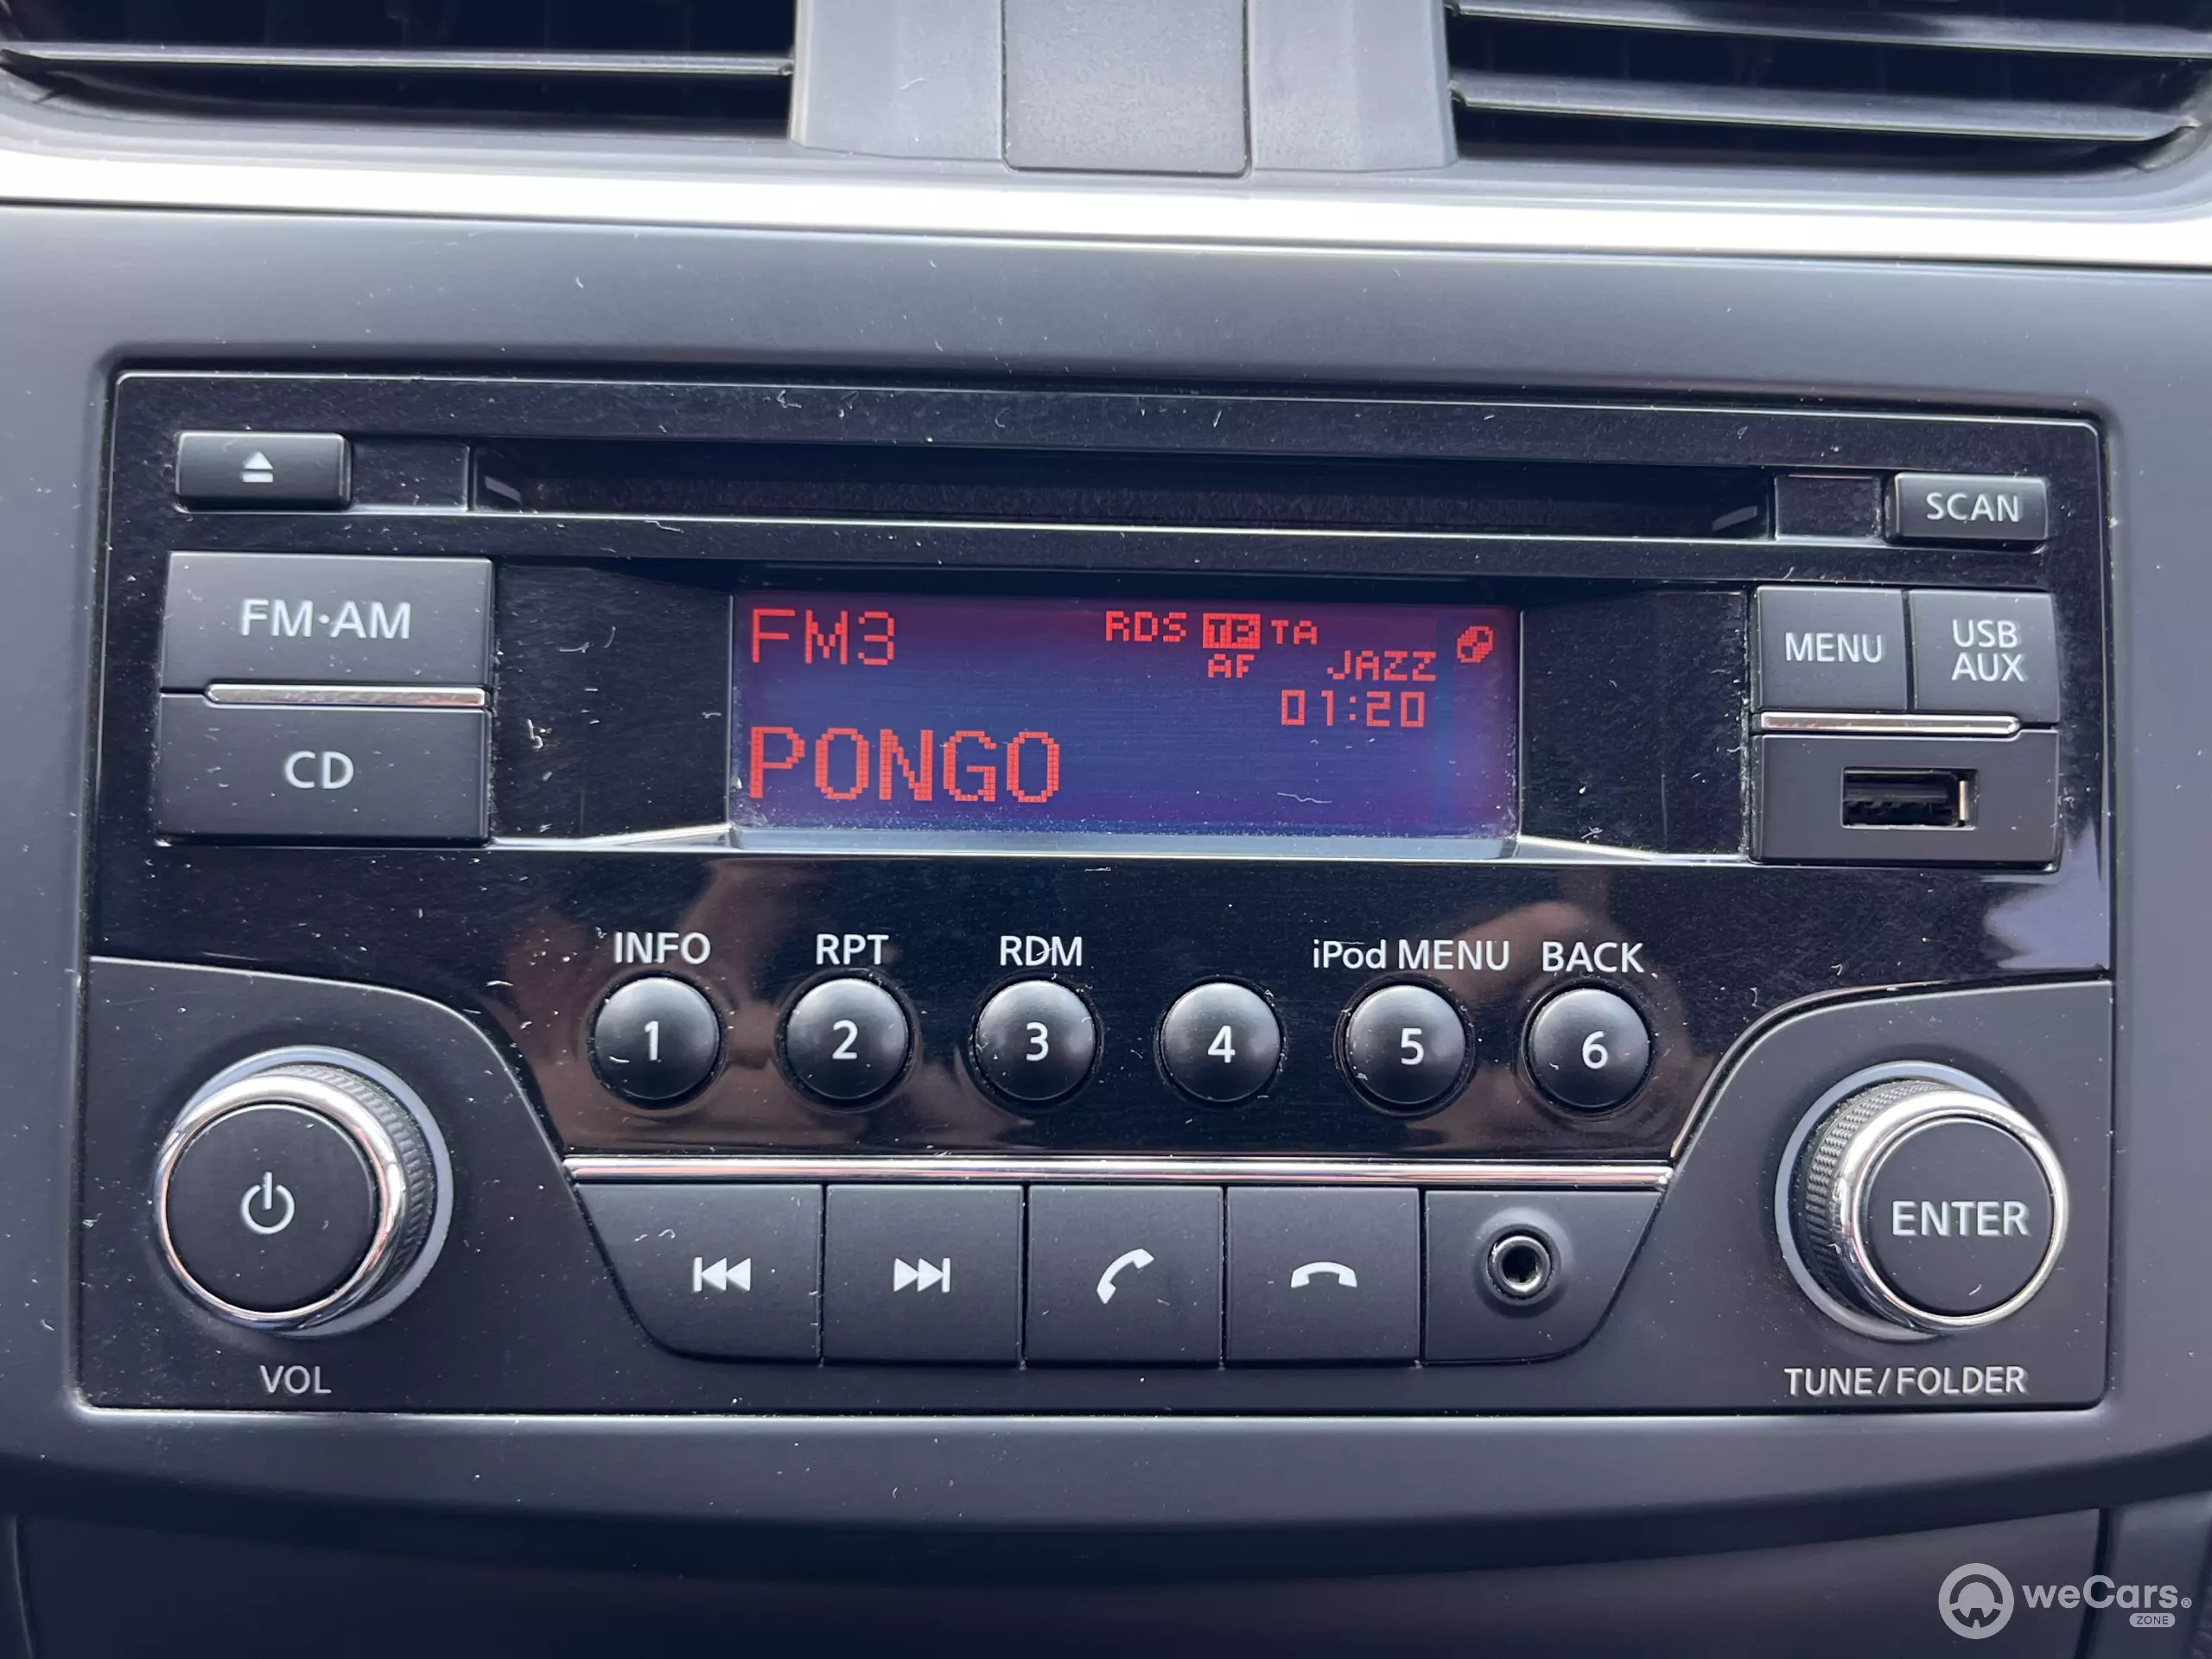 SCAN
FM·AM
CD
FM3 RDS TP TA
AF JAZZ
01:20
PONGO
MENU
USB
AUX
INFO RPT RDM iPod MENU BACK
1 2 3 4 5 6
ENTER
VOL
TUNE/FOLDER
weCars®
ZONE